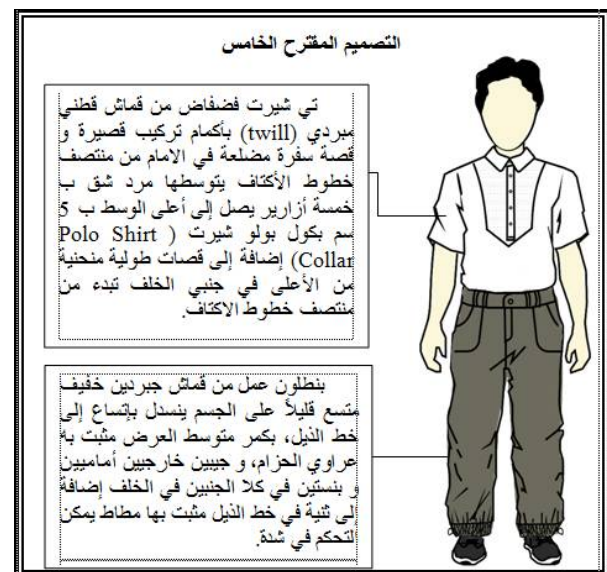 التصميم المقترح الخامس
تي شيرت فضفاض من قماش قطني
مبردي (twill) بأكمام تركيب قصيرة و
قصة سفرة مضلعة في الامام من منتصف
خطوط الأكتاف يتوسطها مرد شق ب
خمسة أزارير يصل إلى أعلى الوسط ب 5
سم بكول بولو شيرت ( Polo Shirt
Collar) إضافة إلى قصات طولية منحنية
من الأعلى في جنبي الخلف تبدء من
منتصف خطوط الاكتاف.
بنطلون عمل من قماش جبردين خفيف
متسع قليلاً على الجسم ينسدل بإتساع إلى
خط الذيل، بكمر متوسط العرض مثبت به
عراوي الحزام، و جيبين خارجيين أماميين
و بنستين في كلا الجنبين في الخلف إضافة
إلى ثنية في خط الذيل مثبت بها مطاط يمكن
التحكم في شدة.